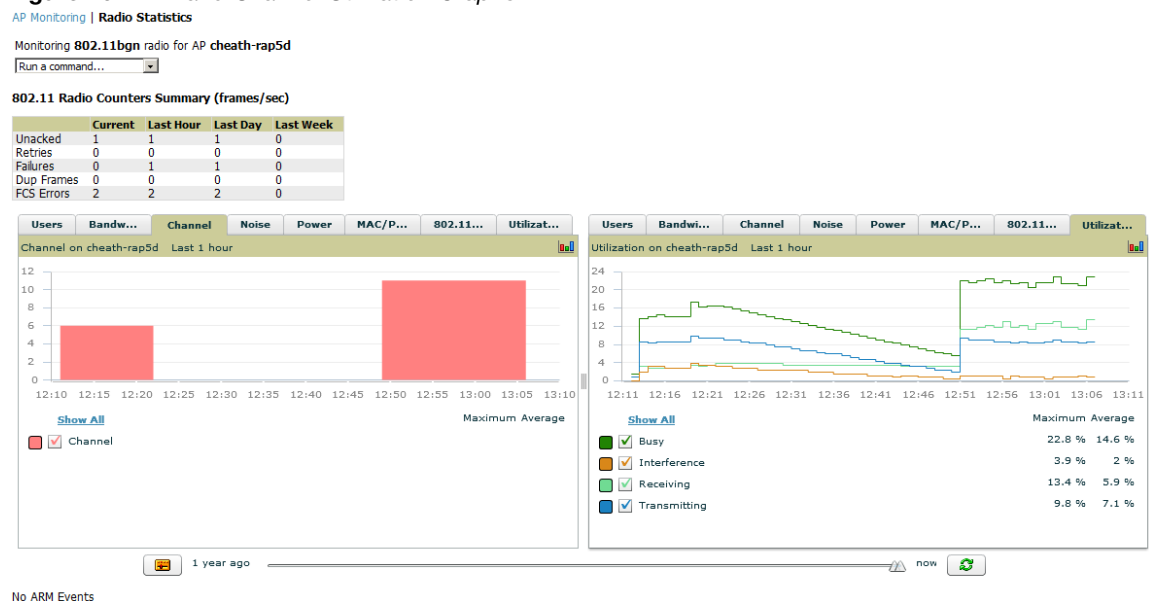 AP Monitoring | Radio Statistics
Monitoring 802.11bgn radio for AP cheath-rap5d
Run a command...
802.11 Radio Counters Summary (frames/sec)
Current Last Hour Last Day Last Week
Unacked 1 1 1 0
Retries 0 0 0 0
Failures 0 1 1 0
Dup Frames 0 0 0 0
FCS Errors 2 2 2 0
Users Bandw... Channel Noise Power MAC/P... 802.11... Utilizat...
Channel on cheath-rap5d Last 1 hour
12
10
8
6
4
2
0
12:10 12:15 12:20 12:25 12:30 12:35 12:40 12:45 12:50 12:55 13:00 13:05 13:10
Show All Maximum Average
Channel
Users Bandwi... Channel Noise Power MAC/P... 802.11... Utilizat...
Utilization on cheath-rap5d Last 1 hour
24
20
16
12
8
4
0
12:11 12:16 12:21 12:26 12:31 12:36 12:41 12:46 12:51 12:56 13:01 13:06 13:11
Show All Maximum Average
Busy 22.8 % 14.6 %
Interference 3.9 % 2 %
Receiving 13.4 % 5.9 %
Transmitting 9.8 % 7.1 %
1 year ago now
No ARM Events